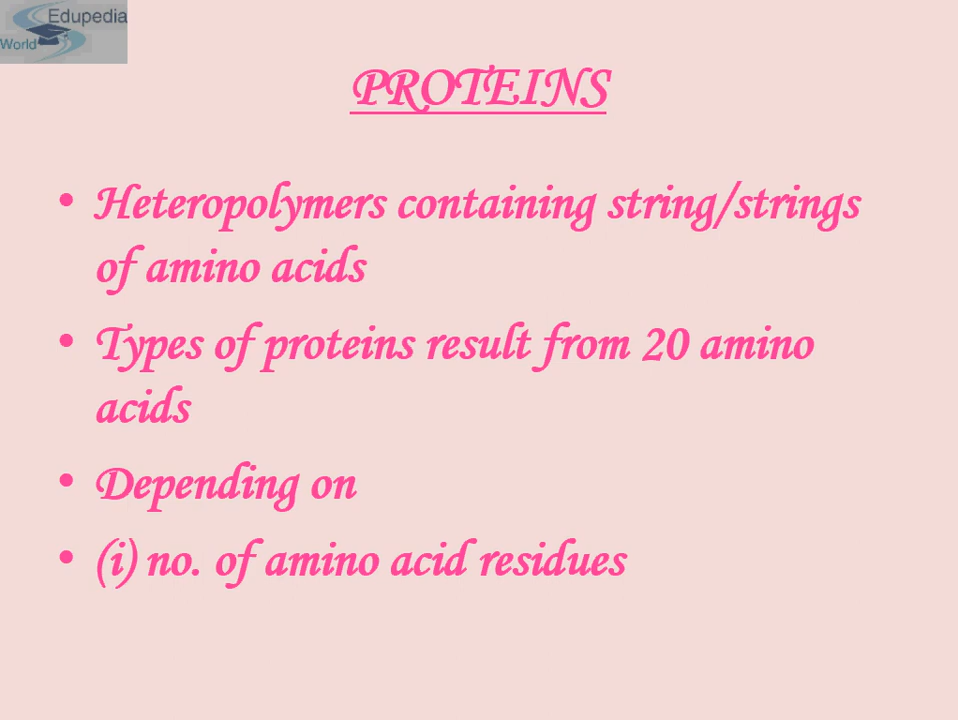 Edupedia
World
PROTEINS
• Heteropolymers containing string/strings
of amino acids
• Types of proteins result from 20 amino
acids
• Depending on
• (i) no. of amino acid residues